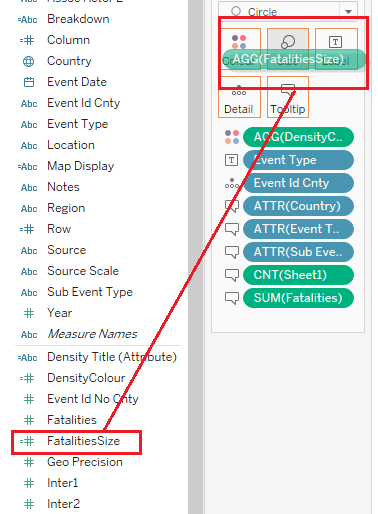 Abc Assoc Actor 2
Abc Breakdown
=# Column
Country
Event Date
Abc Event Id Cnty
Abc Event Type
Abc Location
=Abc Map Display
Abc Notes
Abc Region
=# Row
Abc Source
Abc Source Scale
Abc Sub Event Type
# Year
Abc Measure Names
=Abc Density Title (Attribute)
=# DensityColour
# Event Id No Cnty
# Fatalities
=# FatalitiesSize
# Geo Precision
# Inter1
# Inter2
Circle
AGG(FatalitiesSize)
T
Detail
Tooltip
AGG(DensityC..
T Event Type
Event Id Cnty
ATTR(Country)
ATTR(Event T..
ATTR(Sub Eve..
CNT(Sheet1)
SUM(Fatalities)